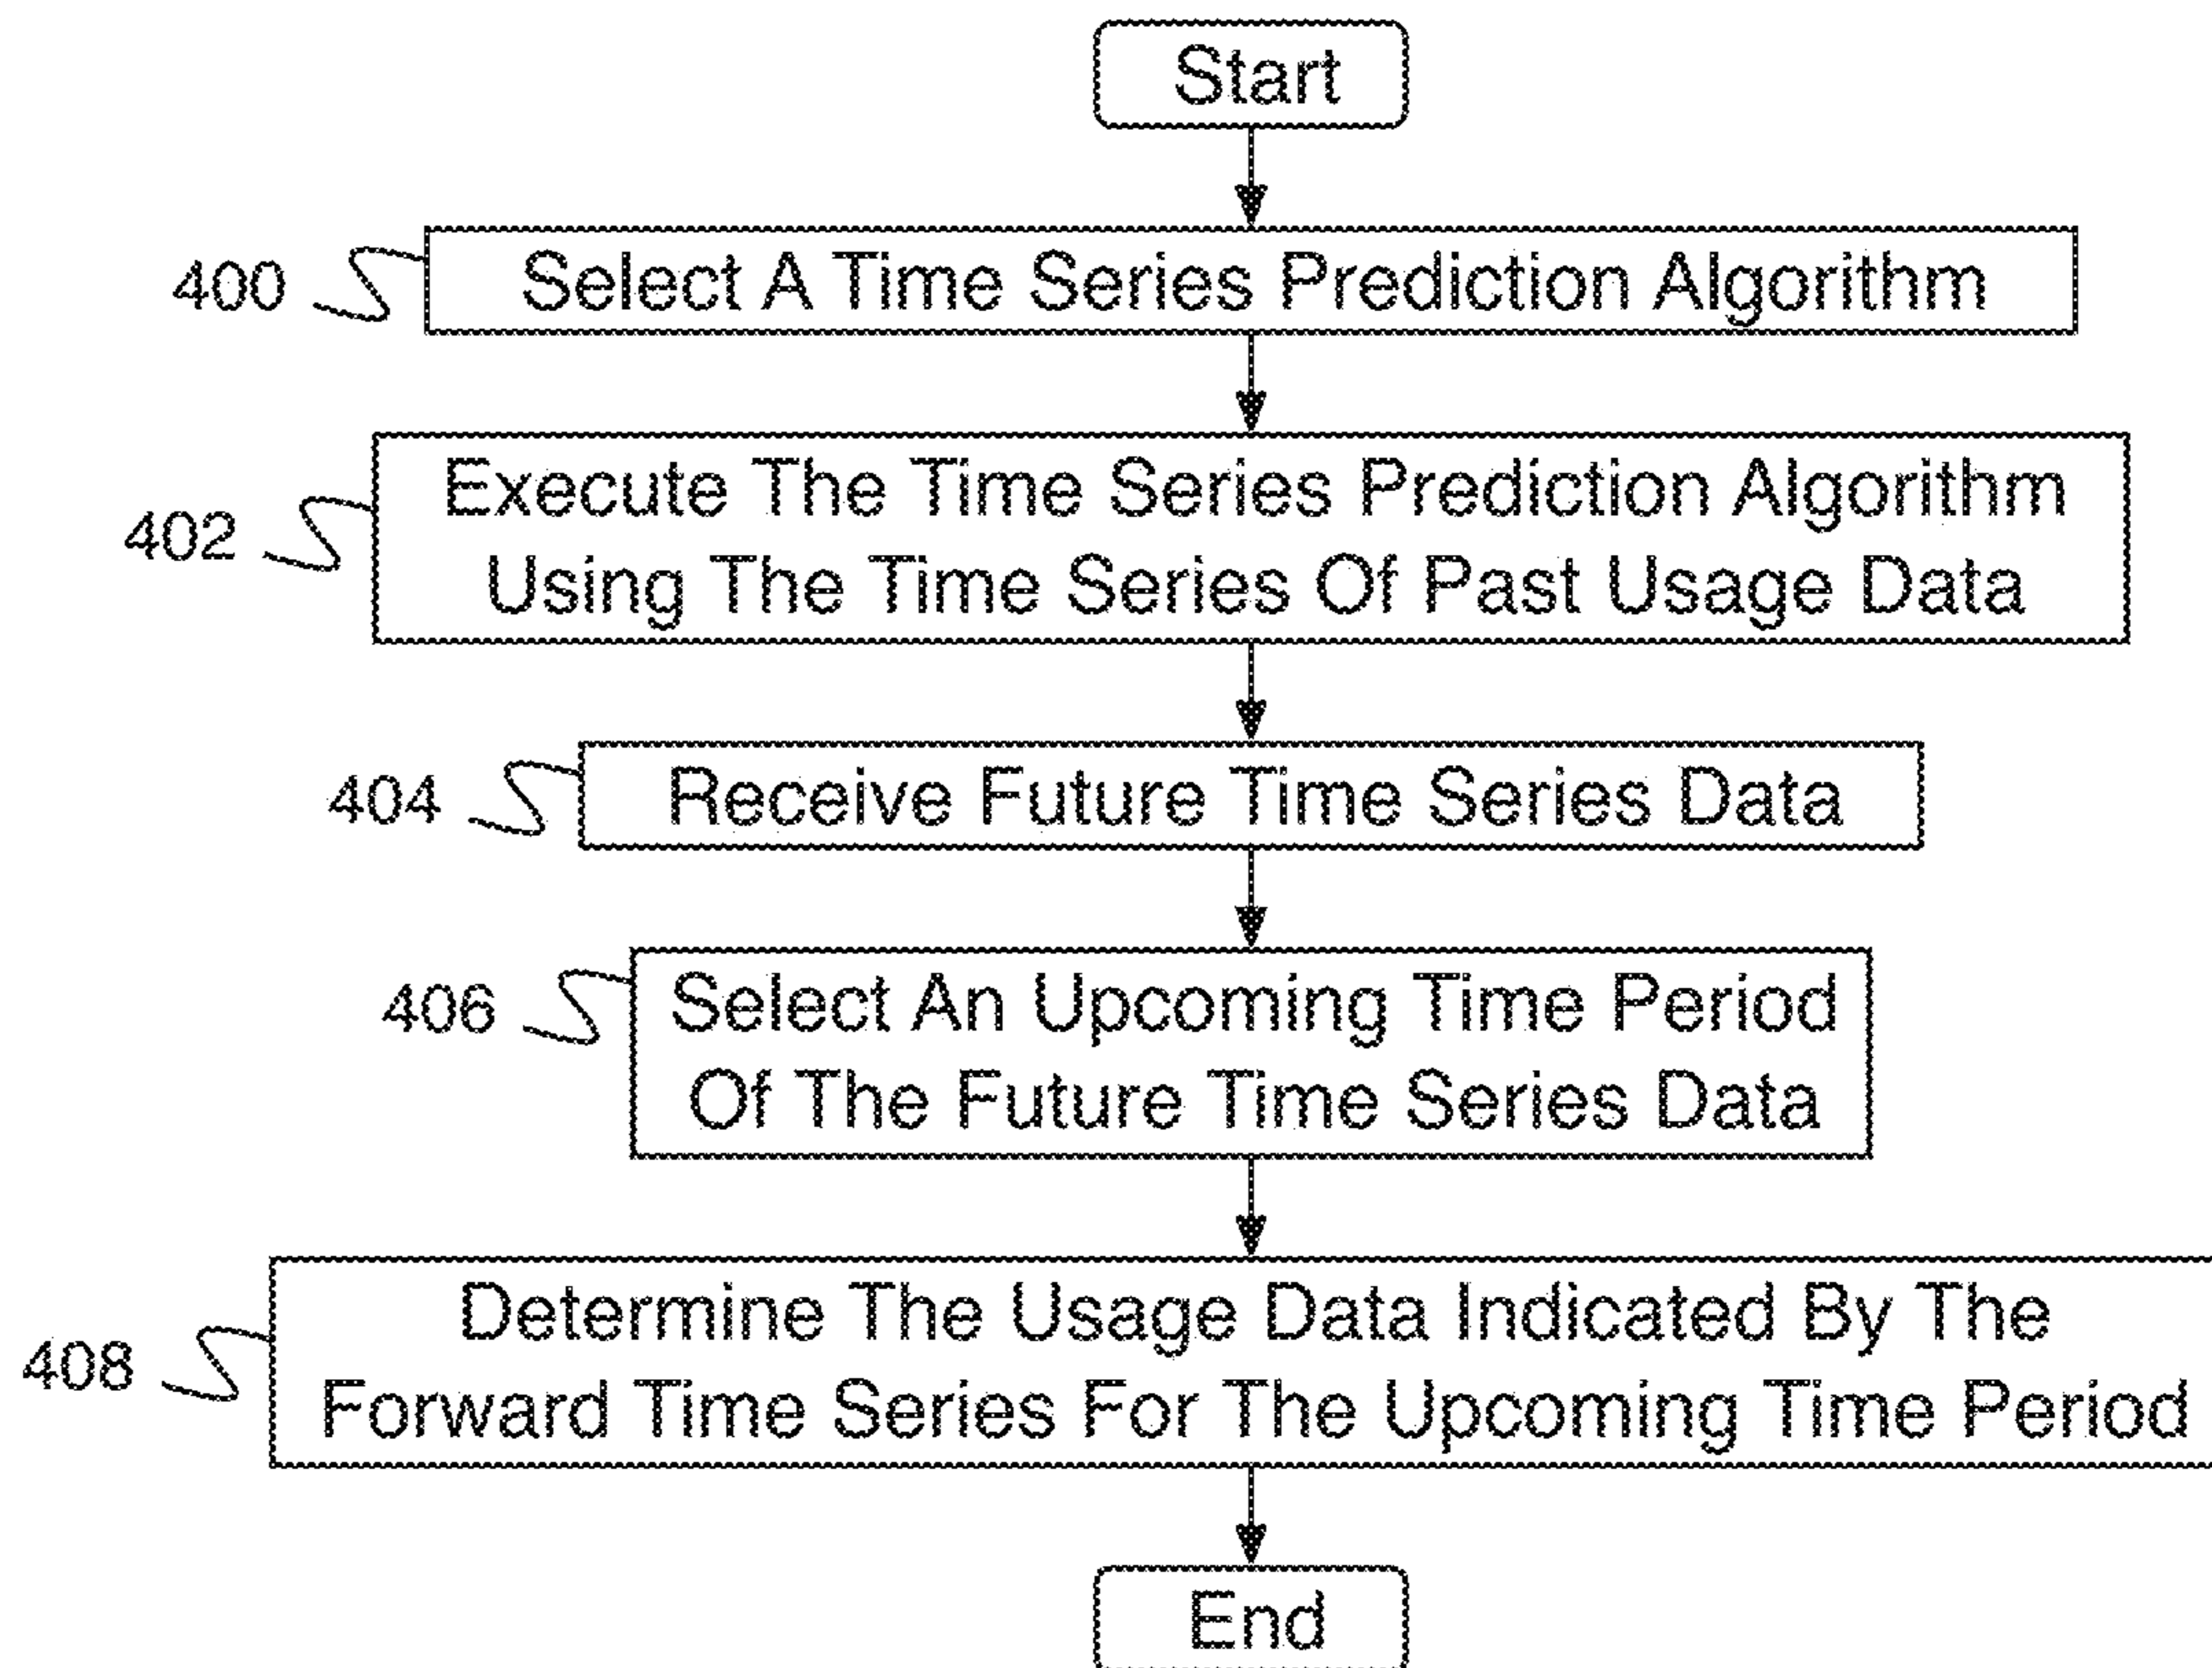 Start
400
Select A Time Series Prediction Algorithm
402
Execute The Time Series Prediction Algorithm
Using The Time Series Of Past Usage Data
404
Receive Future Time Series Data
406
Select An Upcoming Time Period
Of The Future Time Series Data
408
Determine The Usage Data Indicated By The
Forward Time Series For The Upcoming Time Period
End